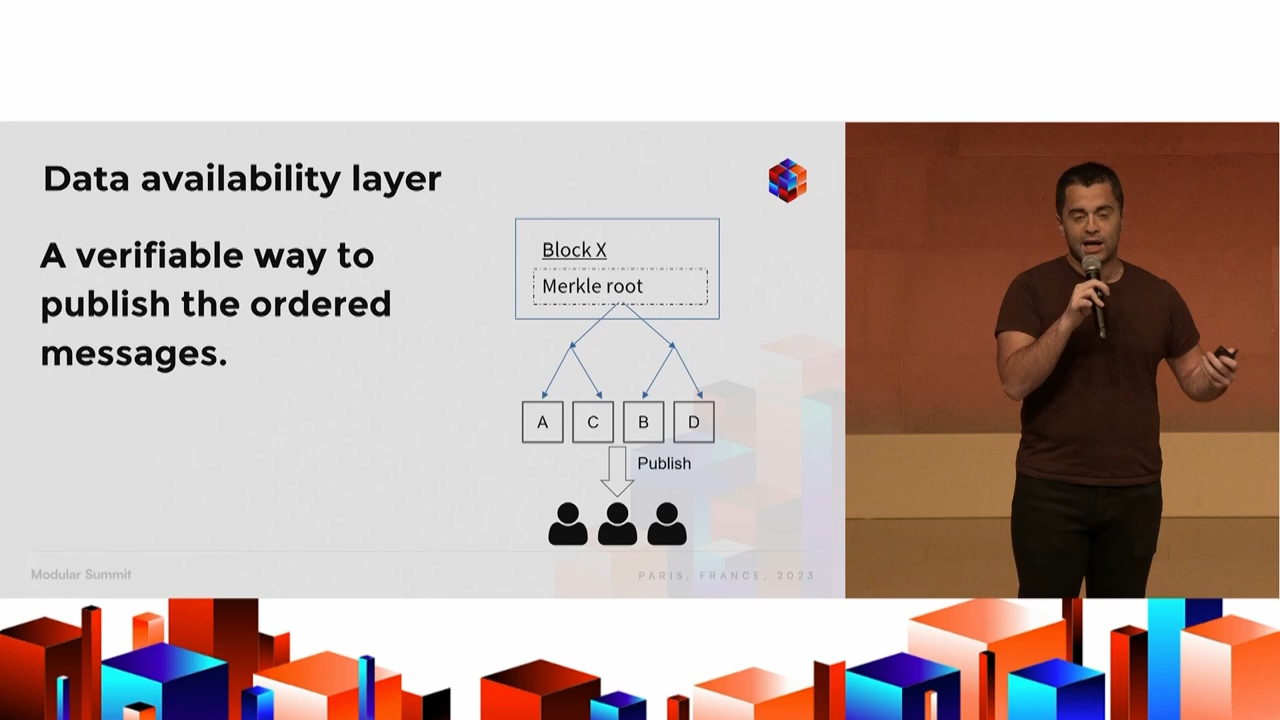 Data availability layer
A verifiable way to
publish the ordered
messages.
Block X
Merkle root
A C B D
Publish
Modular Summit
PARIS, FRANCE, 2023